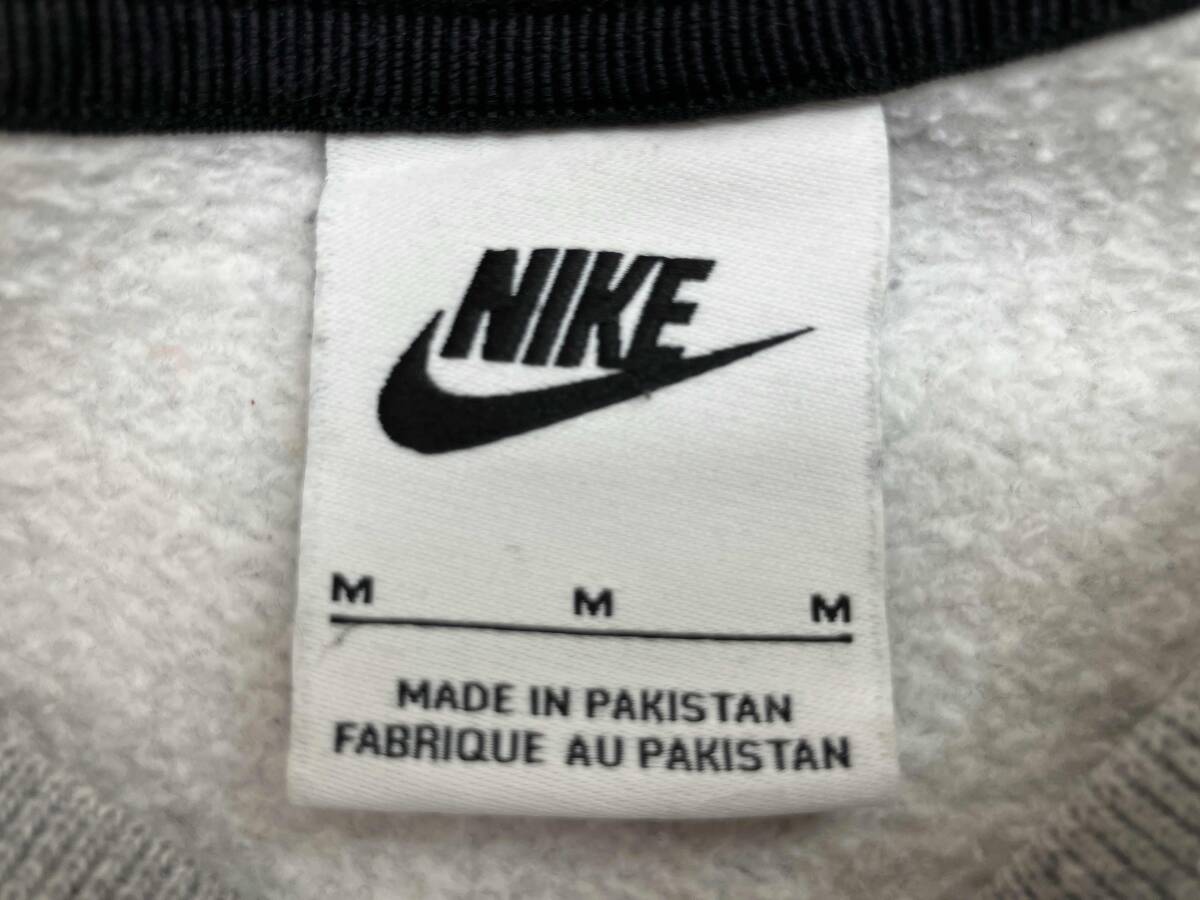 NIKE
M M M
MADE IN PAKISTAN
FABRIQUE AU PAKISTAN